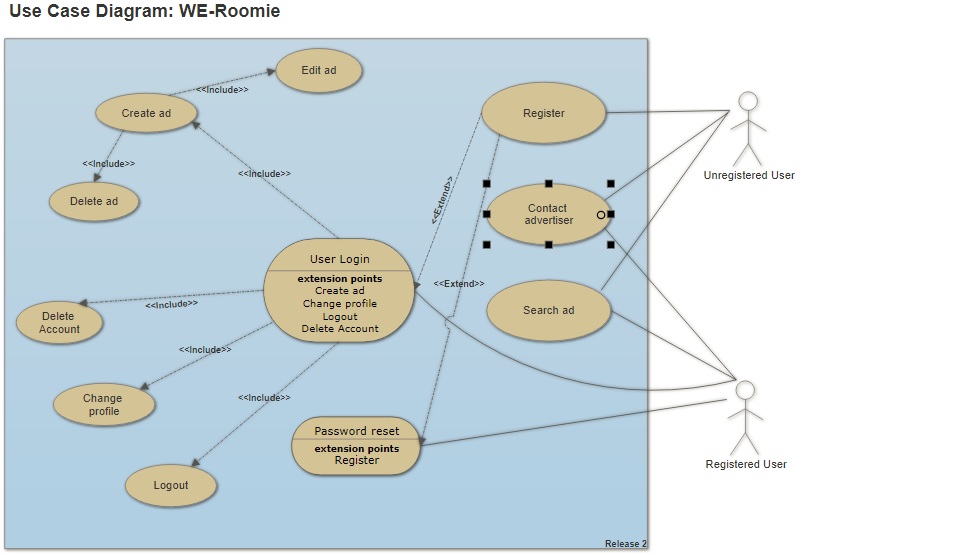 Use Case Diagram: WE-Roomie
Edit ad
<<Include>>
Create ad
Register
<<Include>>
<<Include>>
Unregistered User
<<Extend>>
Delete ad
Contact
advertiser
User Login
extension points
Create ad
Change profile
Logout
Delete Account
<<Extend>>
<<Include>>
Delete
Account
Search ad
<<Include>>
Change
profile
<<Include>>
Password reset
extension points
Register
Registered User
Logout
Release 2